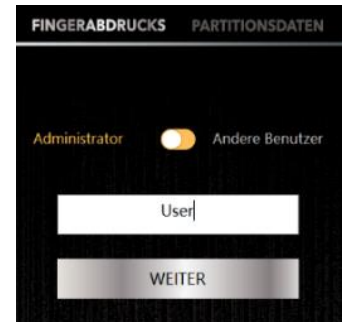 FINGERABDRUCKS PARTITIONSDATEN
Administrator Andere Benutzer
User
WEITER